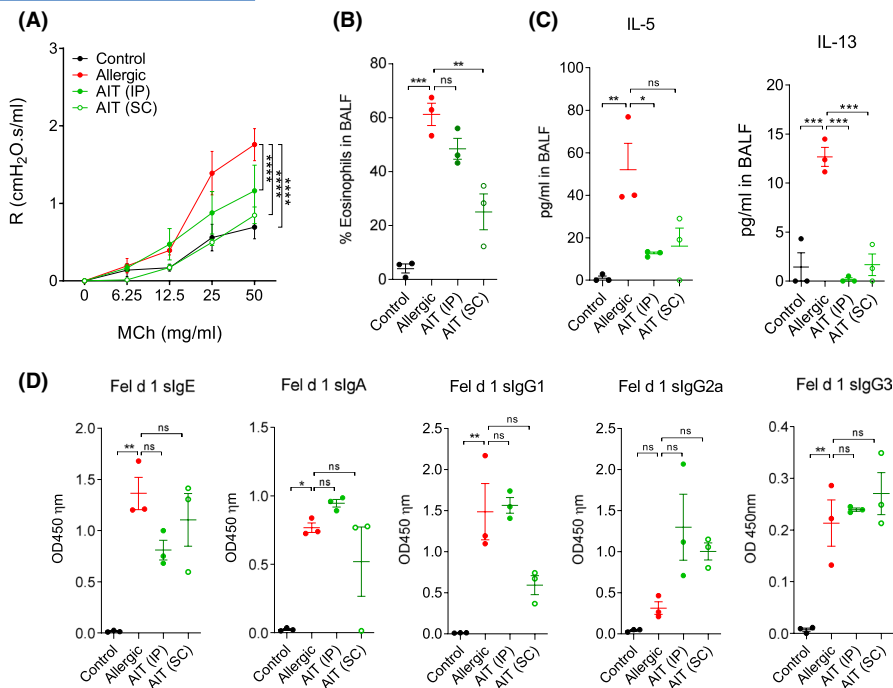 (A)
Control
Allergic
AIT (IP)
AIT (SC)
R (cmH2O.s/ml)
3
2
1
0
****
****
****
0 6.25 12.5 25 50
MCh (mg/ml)
(B)
% Eosinophils in BALF
80
60
40
20
0
**
*** ns
Control Allergic AIT (IP) AIT (SC)
(C)
IL-5
pg/ml in BALF
100
80
60
40
20
0
ns
** *
Control Allergic AIT (IP) AIT (SC)
IL-13
pg/ml in BALF
20
15
10
5
0
***
*** ***
Control Allergic AIT (IP) AIT (SC)
(D)
Fel d 1 sIgE
OD450 ηm
2.0
1.5
1.0
0.5
0.0
ns
** ns
Control Allergic AIT (IP) AIT (SC)
Fel d 1 sIgA
OD450 ηm
1.5
1.0
0.5
0.0
ns
* ns
Control Allergic AIT (IP) AIT (SC)
Fel d 1 sIgG1
OD450 ηm
2.5
2.0
1.5
1.0
0.5
0.0
ns
** ns
Control Allergic AIT (IP) AIT (SC)
Fel d 1 sIgG2a
OD 450 ηm
2.5
2.0
1.5
1.0
0.5
0.0
ns
ns ns
Control Allergic AIT (IP) AIT (SC)
Fel d 1 sIgG3
OD 450nm
0.4
0.3
0.2
0.1
0.0
ns
** ns
Control Allergic AIT (IP) AIT (SC)